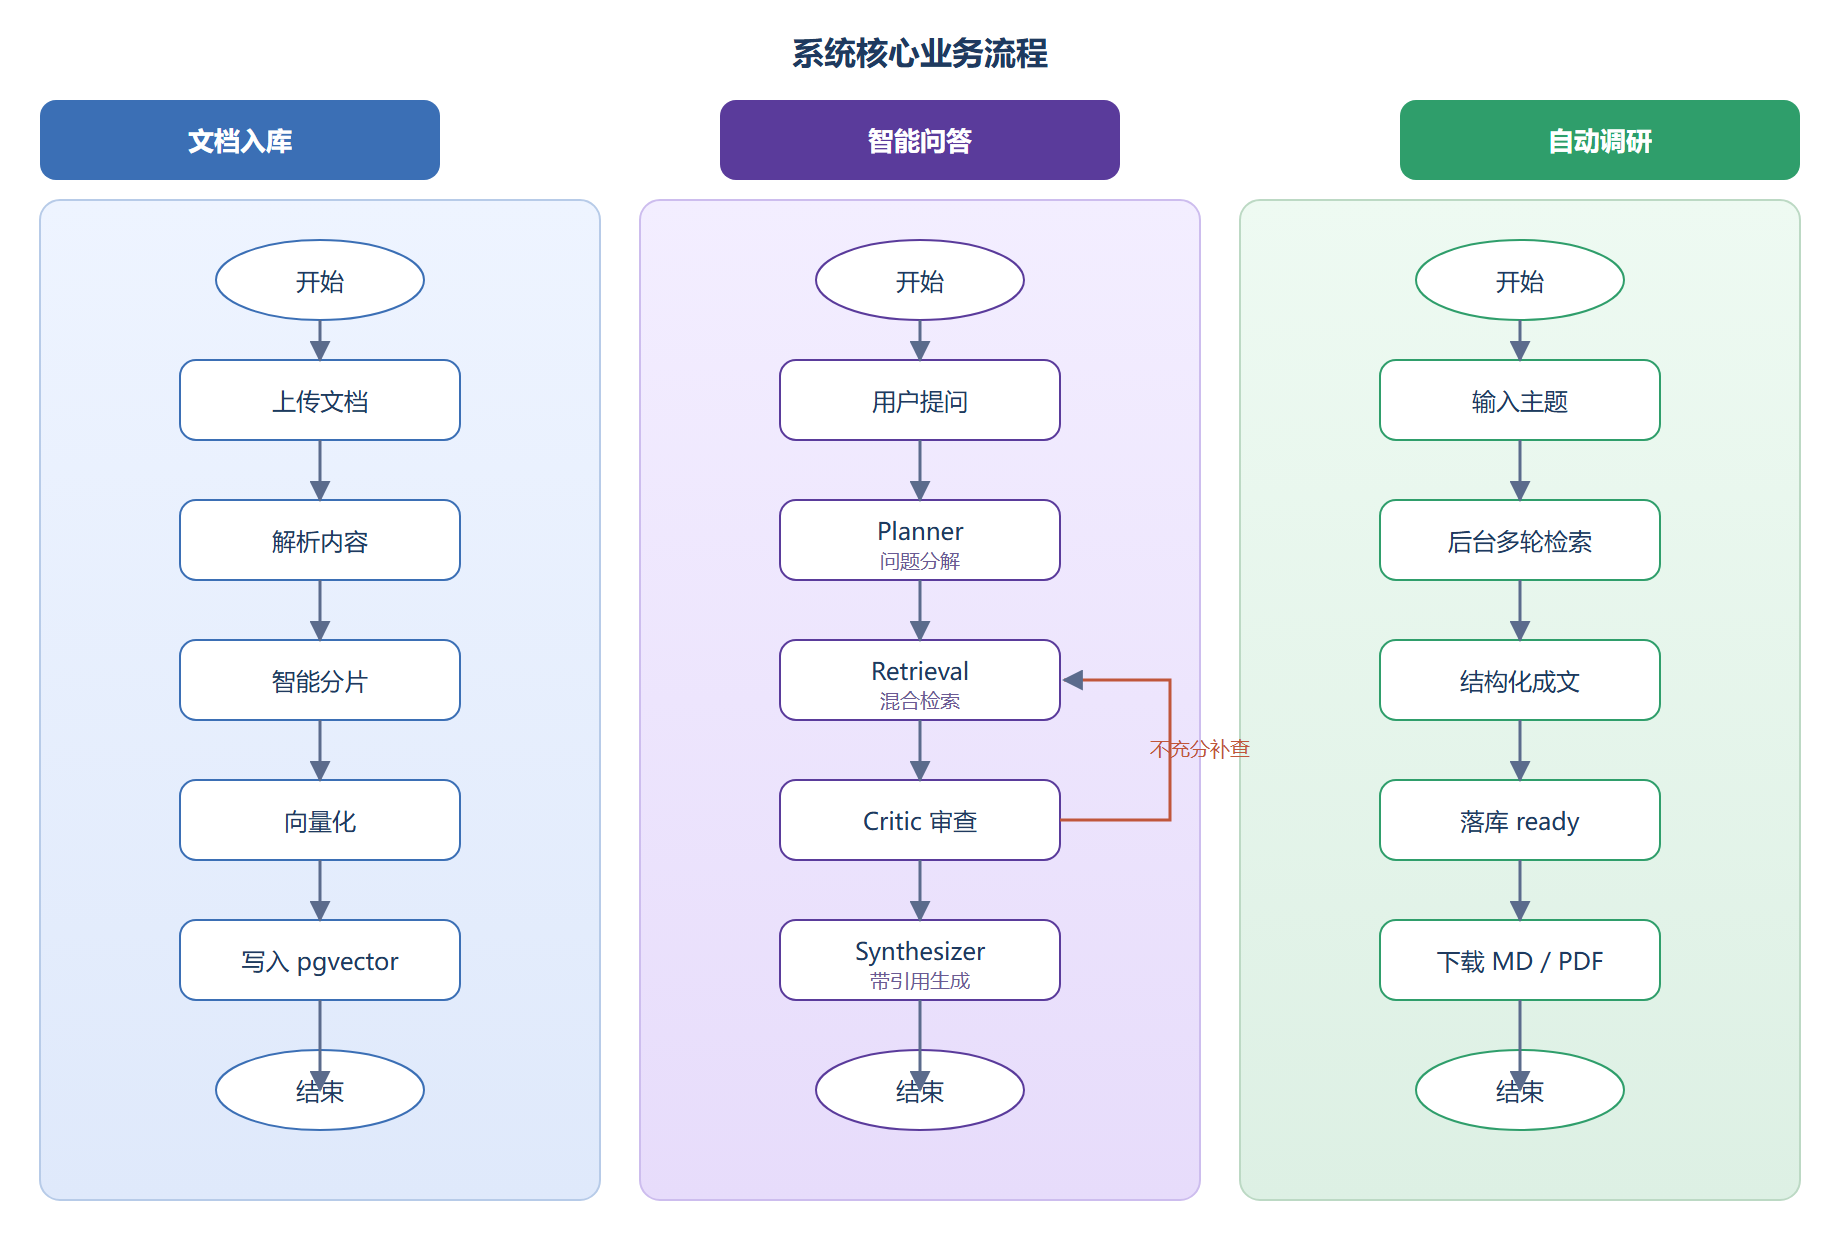 系统核心业务流程
文档入库
开始
上传文档
解析内容
智能分片
向量化
写入 pgvector
结束
智能问答
开始
用户提问
Planner
问题分解
Retrieval
混合检索
不充分补查
Critic 审查
Synthesizer
带引用生成
结束
自动调研
开始
输入主题
后台多轮检索
结构化成文
落库 ready
下载 MD / PDF
结束